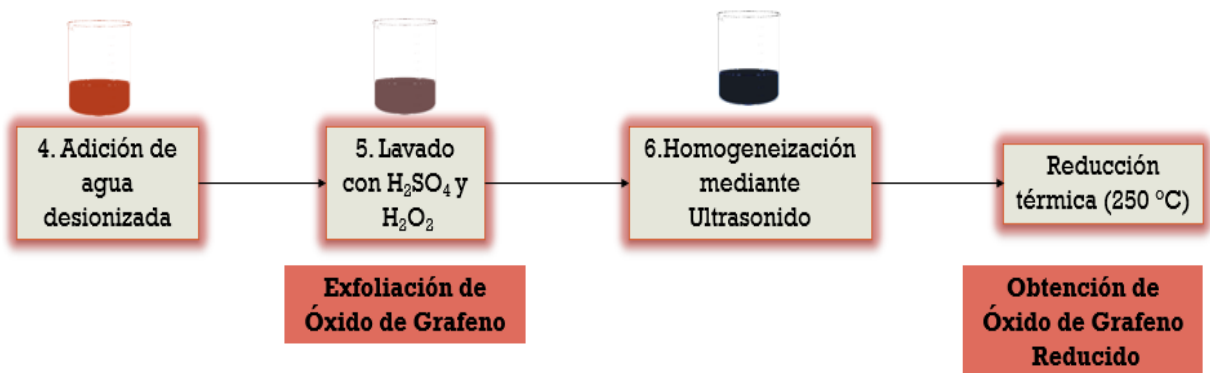 4. Adición de
agua
desionizada
5. Lavado
con H₂SO₄ y
H₂O₂
6.Homogeneización
mediante
Ultrasonido
Reducción
térmica (250 °C)
Exfoliación de
Óxido de Grafeno
Obtención de
Óxido de Grafeno
Reducido